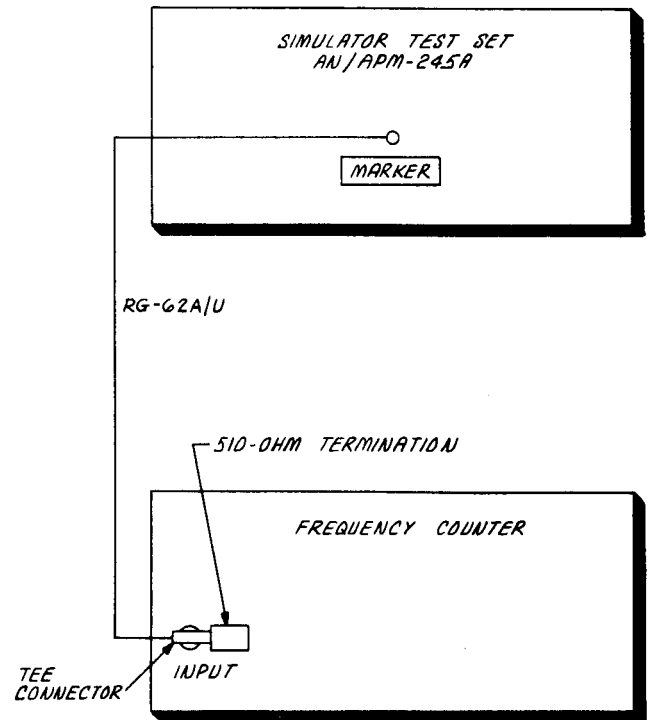 SIMULATOR TEST SET
AN/APM-245A
MARKER
RG-62A/U
510-OHM TERMINATION
FREQUENCY COUNTER
INPUT
TEE
CONNECTOR